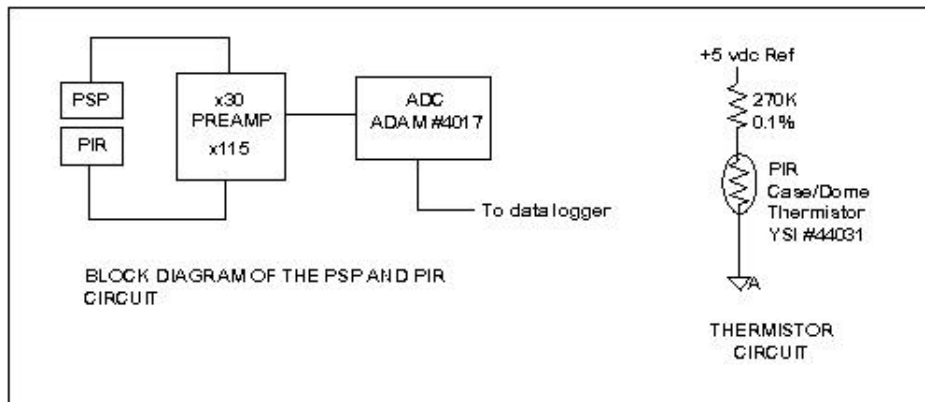 PSP
PIR
x30
PREAMP
x115
ADC
ADAM #4017
To data logger
BLOCK DIAGRAM OF THE PSP AND PIR
CIRCUIT
+5 vdc Ref
270K
0.1%
PIR
Case/Dome
Thermistor
YSI #44031
A
THERMISTOR
CIRCUIT